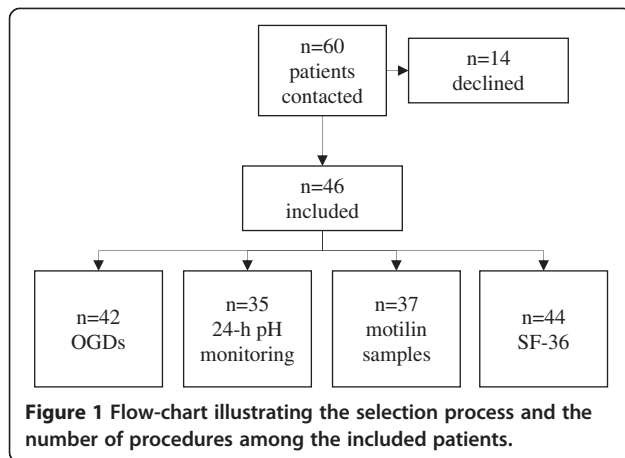 n=60
patients
contacted
n=14
declined
n=46
included
n=42
OGDs
n=35
24-h pH
monitoring
n=37
motilin
samples
n=44
SF-36
Figure 1 Flow-chart illustrating the selection process and the
number of procedures among the included patients.